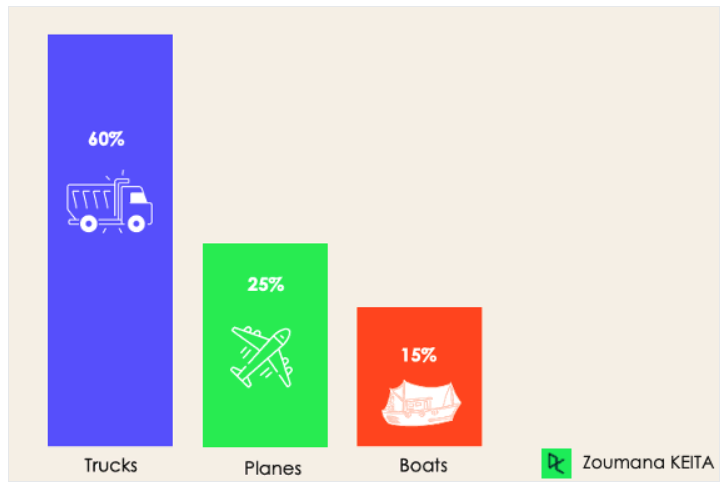 60%
25%
15%
Trucks
Planes
Boats
Zoumana KEITA